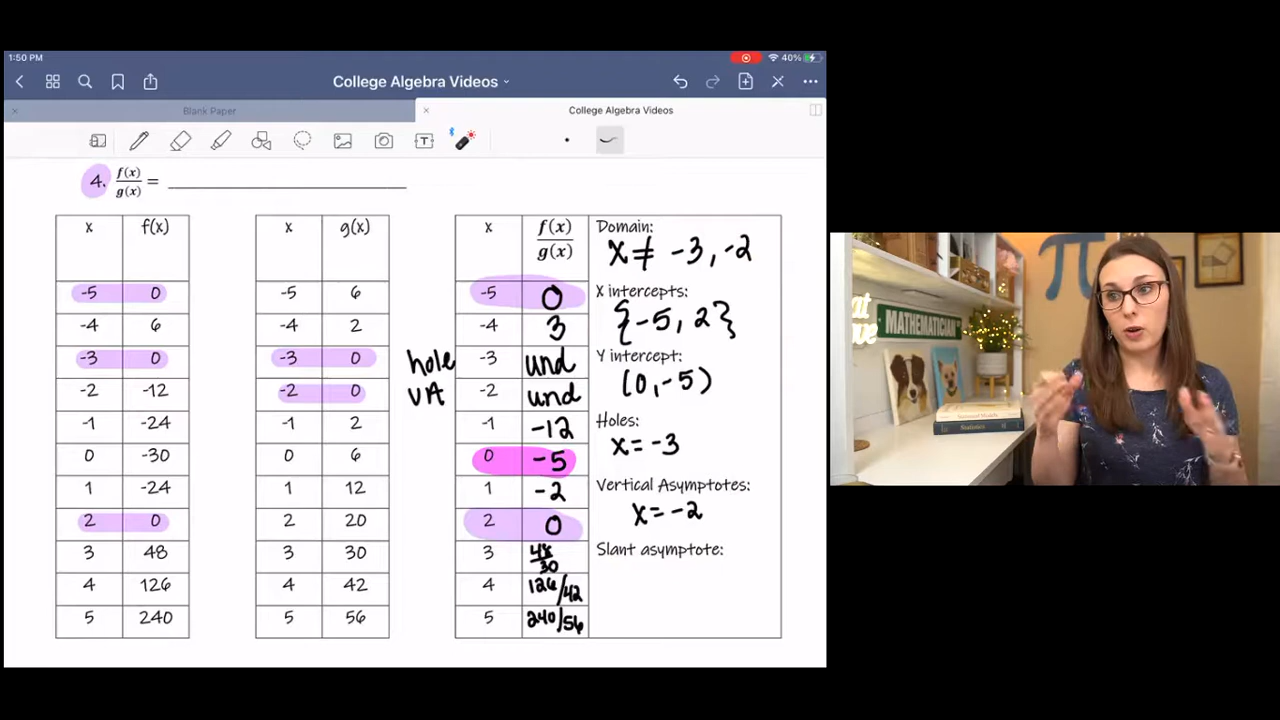 1:50 PM
40%
College Algebra Videos
Blank Paper
College Algebra Videos
4. f(x)/g(x) = ____________
x f(x)
-5 0
-4 6
-3 0
-2 -12
-1 -24
0 -30
1 -24
2 0
3 48
4 126
5 240
x g(x)
-5 6
-4 2
-3 0
-2 0
-1 2
0 6
1 12
2 20
3 30
4 42
5 56
x f(x)/g(x)
-5 0
-4 3
hole -3 und
VA -2 und
-1 -12
0 -5
1 -2
2 0
3 48/30
4 126/42
5 240/56
Domain:
x ≠ -3, -2
X intercepts:
{-5, 2}
Y intercept:
(0, -5)
Holes:
x = -3
Vertical Asymptotes:
x = -2
Slant asymptote:
MATHEMATICIAN